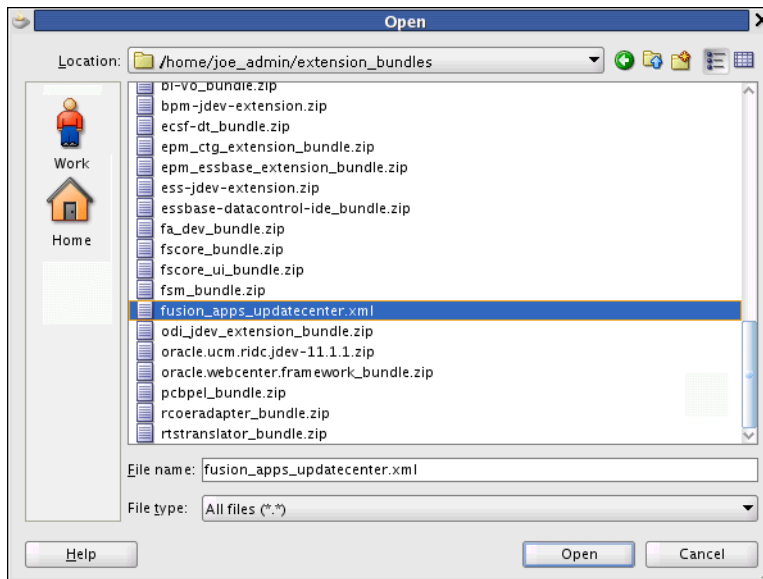 Open
Location: /home/joe_admin/extension_bundles
bi-vo_bundle.zip
bpm-jdev-extension.zip
ecsf-dt_bundle.zip
epm_ctg_extension_bundle.zip
epm_essbase_extension_bundle.zip
ess-jdev-extension.zip
essbase-datacontrol-ide_bundle.zip
fa_dev_bundle.zip
fscore_bundle.zip
fscore_ui_bundle.zip
fsm_bundle.zip
fusion_apps_updatecenter.xml
odi_jdev_extension_bundle.zip
oracle.ucm.ridc.jdev-11.1.1.zip
oracle.webcenter.framework_bundle.zip
pcbpel_bundle.zip
rcoeradapter_bundle.zip
rtstranslator_bundle.zip
Work
Home
File name: fusion_apps_updatecenter.xml
File type: All files (*.*)
Help Open Cancel